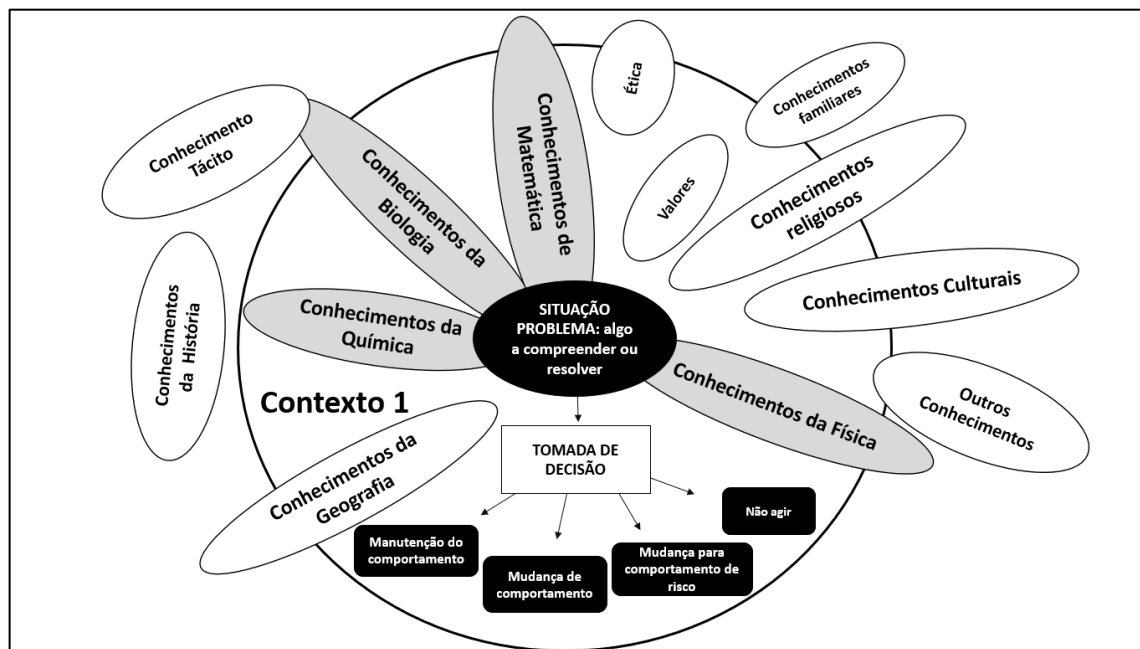 Ética
Conhecimentos
familiares
Conhecimento
Tácito
Conhecimentos da
Biologia
Conhecimentos de
Matemática
Valores
Conhecimentos
religiosos
Conhecimentos Culturais
Conhecimentos
da História
Conhecimentos da
Química
SITUAÇÃO
PROBLEMA: algo
a compreender ou
resolver
Conhecimentos da Física
Outros
Conhecimentos
Contexto 1
Conhecimentos da
Geografia
TOMADA DE
DECISÃO
Manutenção do
comportamento
Mudança de
comportamento
Mudança para
comportamento de
risco
Não agir